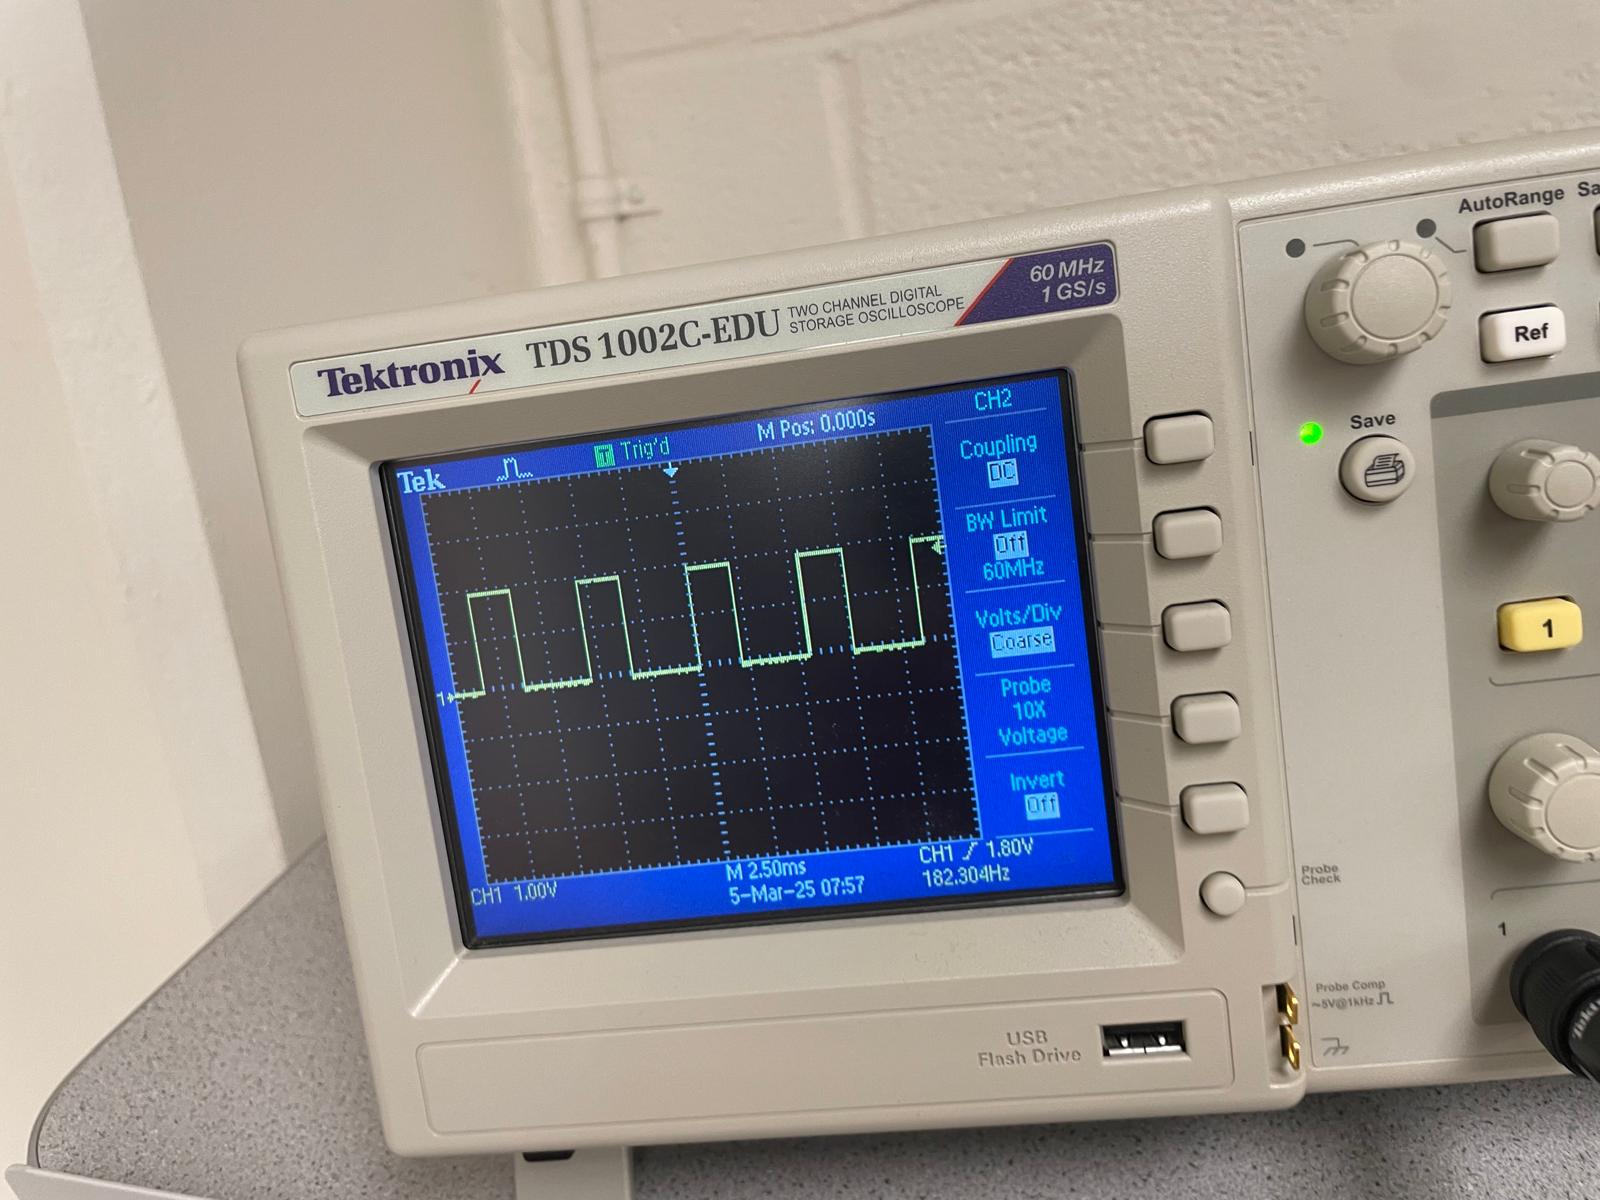 Tektronix TDS 1002C-EDU TWO CHANNEL DIGITAL
STORAGE OSCILLOSCOPE
60 MHz
1 GS/s
Tek Trig'd M Pos: 0.000s
CH2
Coupling
DC
BW Limit
Off
60MHz
Volts/Div
Coarse
Probe
10X
Voltage
Invert
Off
1
CH1 1.00V M 2.50ms CH1 1.80V
5-Mar-25 07:57 182.304Hz
AutoRange
Ref
Save
1
Probe
Check
1
Probe Comp
~5V@1kHz
USB
Flash Drive